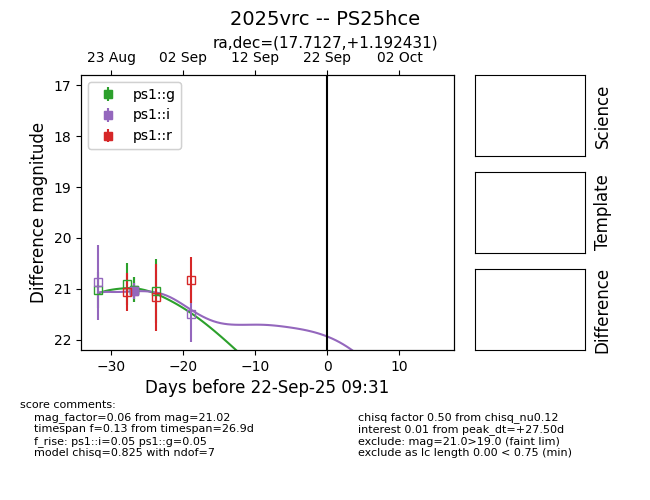 2025vrc -- PS25hce
ra,dec=(17.7127,+1.192431)
23 Aug 02 Sep 12 Sep 22 Sep 02 Oct
17
18
19
20
21
22
Difference magnitude
ps1::g
ps1::i
ps1::r
−30 −20 −10 0 10
Days before 22-Sep-25 09:31
Science
Template
Difference
score comments:
mag_factor=0.06 from mag=21.02
timespan f=0.13 from timespan=26.9d
f_rise: ps1::i=0.05 ps1::g=0.05
model chisq=0.825 with ndof=7
chisq factor 0.50 from chisq_nu0.12
interest 0.01 from peak_dt=+27.50d
exclude: mag=21.0>19.0 (faint lim)
exclude as lc length 0.00 < 0.75 (min)